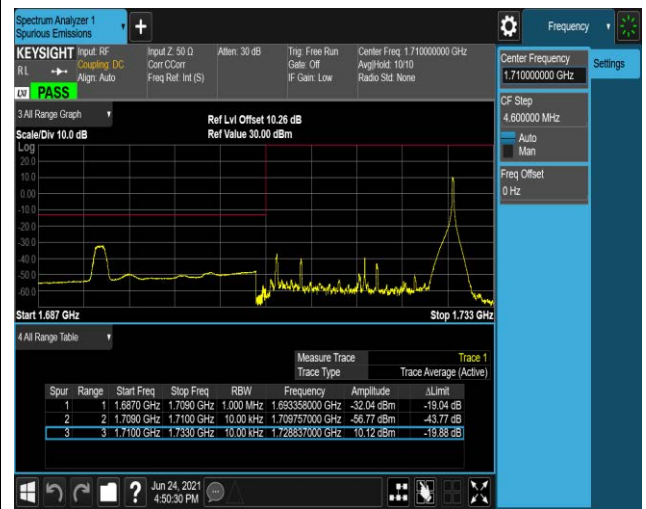 Spectrum Analyzer 1
Spurious Emissions
Frequency
KEYSIGHT
RL
Input: RF
Coupling: DC
Align: Auto
Input Z: 50 Ω
Corr CCorr
Freq Ref: Int (S)
Atten: 30 dB
Trig: Free Run
Gate: Off
IF Gain: Low
Center Freq: 1.710000000 GHz
Avg|Hold: 10/10
Radio Std: None
LXI PASS
Center Frequency
1.710000000 GHz
Settings
CF Step
4.600000 MHz
Auto
Man
Freq Offset
0 Hz
3 All Range Graph
Scale/Div 10.0 dB
Ref Lvl Offset 10.26 dB
Ref Value 30.00 dBm
Log
20.0
10.0
0.00
-10.0
-20.0
-30.0
-40.0
-50.0
-60.0
Start 1.687 GHz Stop 1.733 GHz
4 All Range Table
Measure Trace Trace 1
Trace Type Trace Average (Active)
Spur Range Start Freq Stop Freq RBW Frequency Amplitude ΔLimit
1 1 1.6870 GHz 1.7090 GHz 1.000 MHz 1.693358000 GHz -32.04 dBm -19.04 dB
2 2 1.7090 GHz 1.7100 GHz 10.00 kHz 1.709757000 GHz -56.77 dBm -43.77 dB
3 3 1.7100 GHz 1.7330 GHz 10.00 kHz 1.728837000 GHz 10.12 dBm -19.88 dB
?
Jun 24, 2021
4:50:30 PM